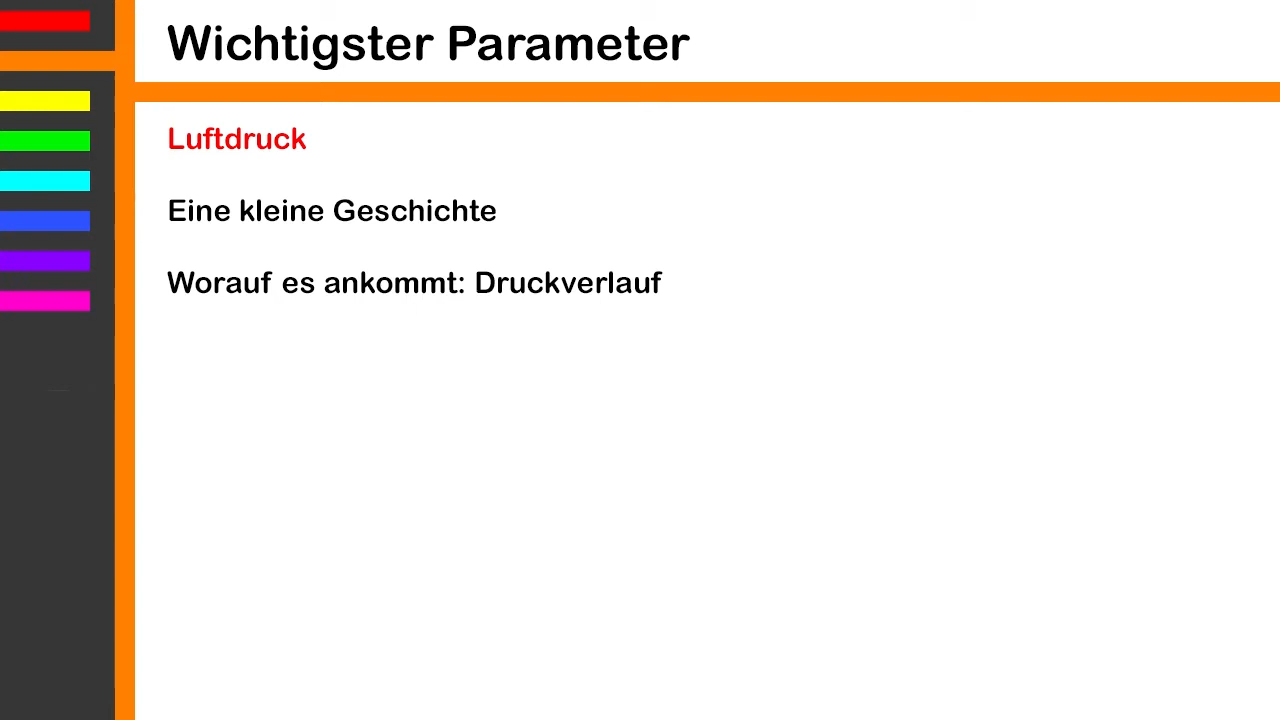 Wichtigster Parameter
Luftdruck
Eine kleine Geschichte
Worauf es ankommt: Druckverlauf